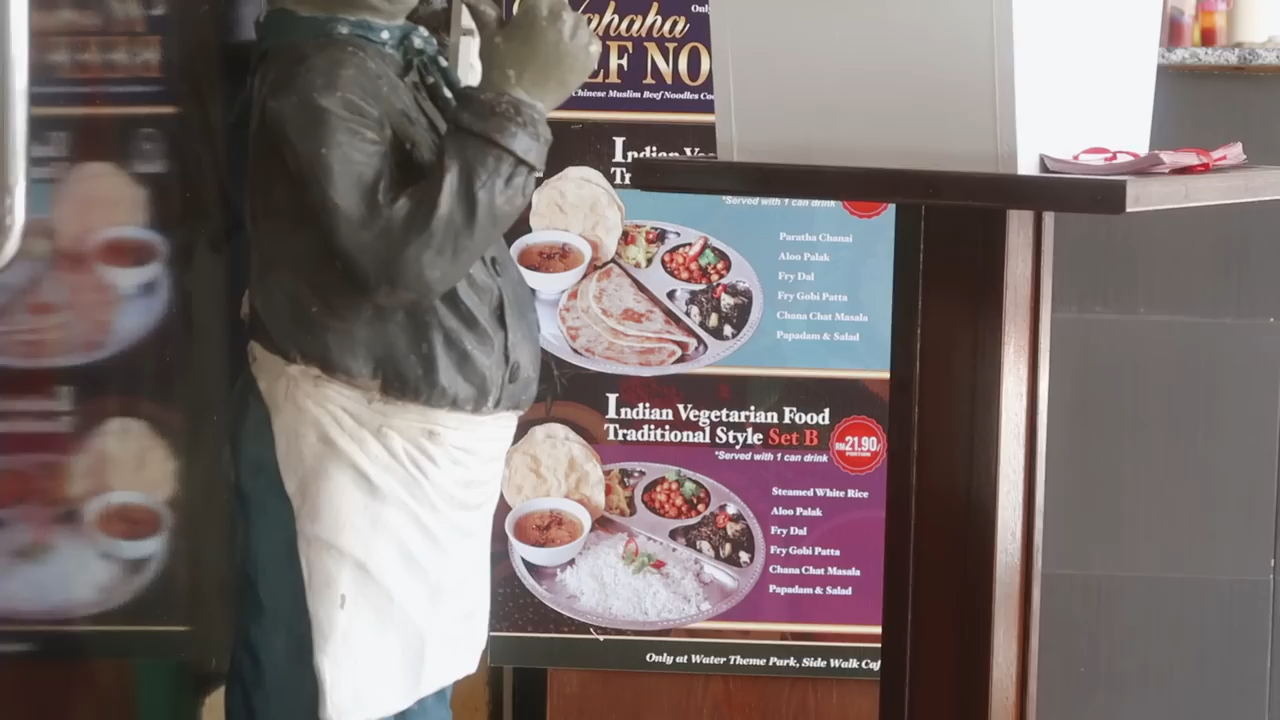 Only
ahaha
EF NO
Chinese Muslim Beef Noodles
Indian
*Served with 1 can drink
Paratha Chanai
Aloo Palak
Fry Dal
Fry Gobi Patta
Chana Chat Masala
Papadam & Salad
Indian Vegetarian Food
Traditional Style Set B
RM21.90/
PORTION
*Served with 1 can drink
Steamed White Rice
Aloo Palak
Fry Dal
Fry Gobi Patta
Chana Chat Masala
Papadam & Salad
Only at Water Theme Park, Side Walk